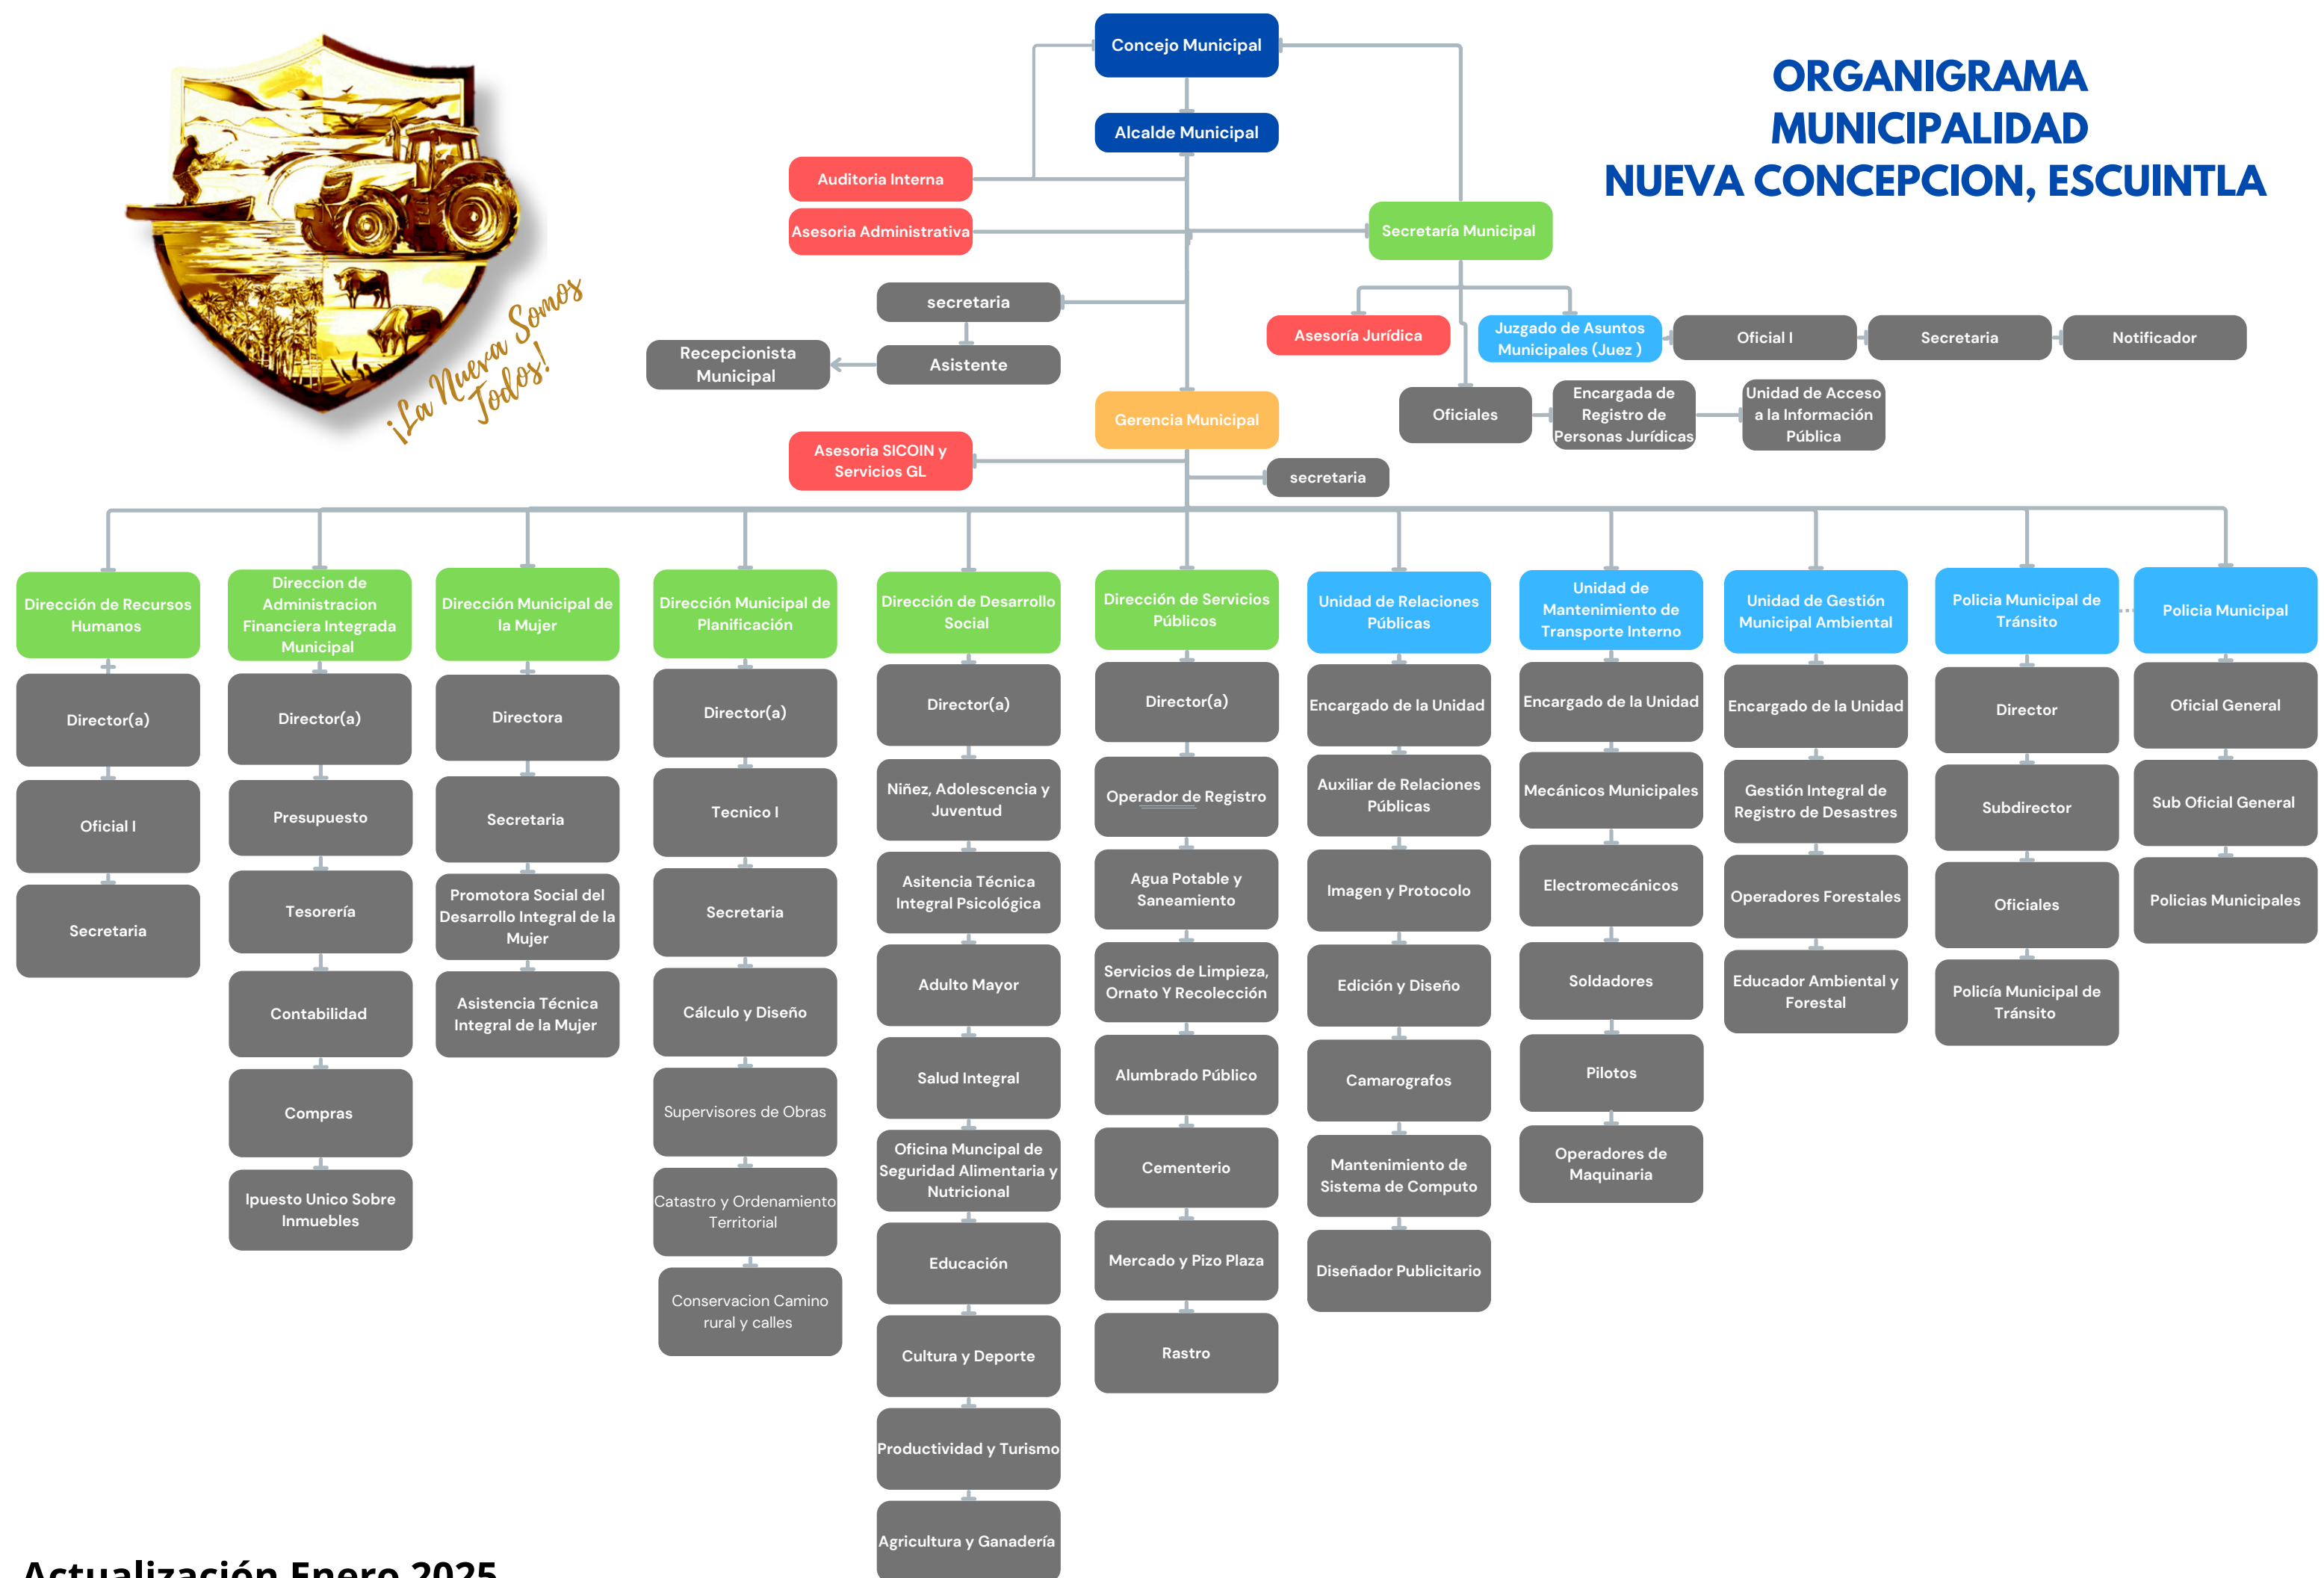 Concejo Municipal
ORGANIGRAMA
MUNICIPALIDAD
NUEVA CONCEPCION, ESCUINTLA
Alcalde Municipal
Auditoria Interna
Asesoria Administrativa
Secretaría Municipal
¡La Nueva Somos
Todos!
secretaria
Asistente
Recepcionista
Municipal
Asesoría Jurídica
Juzgado de Asuntos
Municipales (Juez )
Oficial I
Secretaria
Notificador
Oficiales
Encargada de
Registro de
Personas Jurídicas
Unidad de Acceso
a la Información
Pública
Gerencia Municipal
Asesoria SICOIN y
Servicios GL
secretaria
Dirección de Recursos
Humanos
Director(a)
Oficial I
Secretaria
Direccion de
Administracion
Financiera Integrada
Municipal
Director(a)
Presupuesto
Tesorería
Contabilidad
Compras
Ipuesto Unico Sobre
Inmuebles
Dirección Municipal de
la Mujer
Directora
Secretaria
Promotora Social del
Desarrollo Integral de la
Mujer
Asistencia Técnica
Integral de la Mujer
Dirección Municipal de
Planificación
Director(a)
Tecnico I
Secretaria
Cálculo y Diseño
Supervisores de Obras
Catastro y Ordenamiento
Territorial
Conservacion Camino
rural y calles
Dirección de Desarrollo
Social
Director(a)
Niñez, Adolescencia y
Juventud
Asitencia Técnica
Integral Psicológica
Adulto Mayor
Salud Integral
Oficina Muncipal de
Seguridad Alimentaria y
Nutricional
Educación
Cultura y Deporte
Productividad y Turismo
Agricultura y Ganadería
Dirección de Servicios
Públicos
Director(a)
Operador de Registro
Agua Potable y
Saneamiento
Servicios de Limpieza,
Ornato Y Recolección
Alumbrado Público
Cementerio
Mercado y Pizo Plaza
Rastro
Unidad de Relaciones
Públicas
Encargado de la Unidad
Auxiliar de Relaciones
Públicas
Imagen y Protocolo
Edición y Diseño
Camarografos
Mantenimiento de
Sistema de Computo
Diseñador Publicitario
Unidad de
Mantenimiento de
Transporte Interno
Encargado de la Unidad
Mecánicos Municipales
Electromecánicos
Soldadores
Pilotos
Operadores de
Maquinaria
Unidad de Gestión
Municipal Ambiental
Encargado de la Unidad
Gestión Integral de
Registro de Desastres
Operadores Forestales
Educador Ambiental y
Forestal
Policia Municipal de
Tránsito
Director
Subdirector
Oficiales
Policía Municipal de
Tránsito
Policia Municipal
Oficial General
Sub Oficial General
Policias Municipales
Actualización Enero 2025